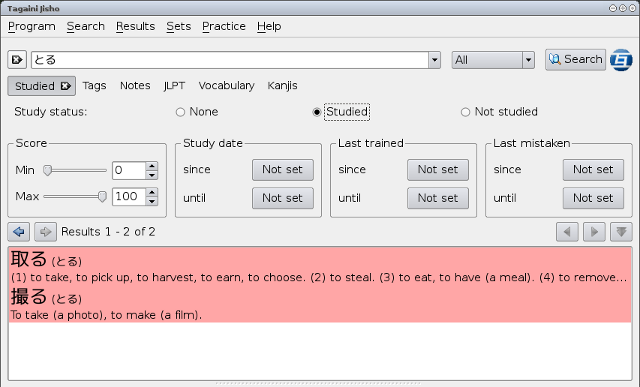 Tagaini Jisho
Program Search Results Sets Practice Help
とる All Search
Studied Tags Notes JLPT Vocabulary Kanjis
Study status: None Studied Not studied
Score Study date Last trained Last mistaken
Min 0 since Not set since Not set since Not set
Max 100 until Not set until Not set until Not set
Results 1 - 2 of 2
取る (とる)
(1) to take, to pick up, to harvest, to earn, to choose. (2) to steal. (3) to eat, to have (a meal). (4) to remove...
撮る (とる)
To take (a photo), to make (a film).